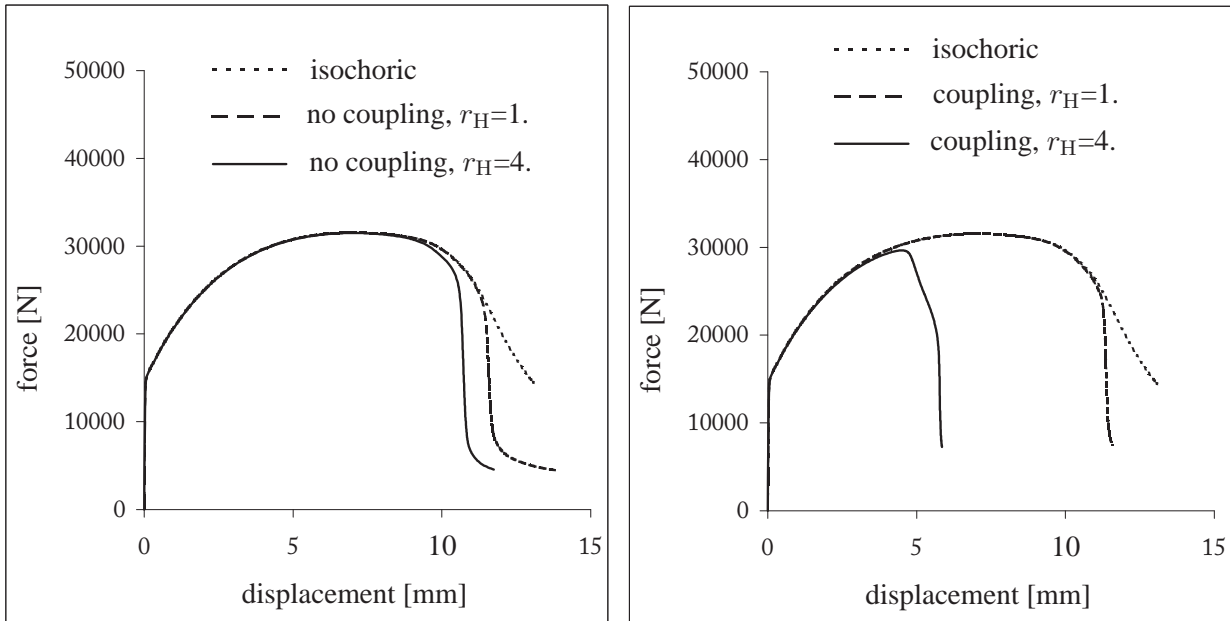 50000
40000
30000
20000
10000
0
force [N]
isochoric
no coupling, rH=1.
no coupling, rH=4.
0 5 10 15
displacement [mm]
50000
40000
30000
20000
10000
0
force [N]
isochoric
coupling, rH=1.
coupling, rH=4.
0 5 10 15
displacement [mm]